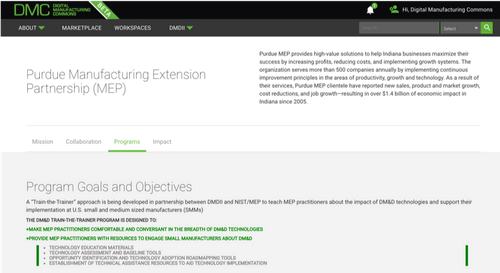 DMC DIGITAL MANUFACTURING COMMONS BETA
Hi, Digital Manufacturing Commons
ABOUT MARKETPLACE WORKSPACES DMDII
Search Select
Purdue Manufacturing Extension
Partnership (MEP)
Purdue MEP provides high-value solutions to help Indiana businesses maximize their
success by increasing profits, reducing costs, and implementing growth systems. The
organization serves more than 500 companies annually by implementing continuous
improvement principles in the areas of productivity, growth and technology. As a result of
their services, Purdue MEP clientele have reported new sales, product and market growth,
cost reductions, and job growth—resulting in over $1.4 billion of economic impact in
Indiana since 2005.
Mission Collaboration Programs Impact
Program Goals and Objectives
A "Train-the-Trainer" approach is being developed in partnership between DMDII and NIST/MEP to teach MEP practitioners about the impact of DM&D technologies and support their
implementation at U.S. small and medium sized manufacturers (SMMs)
THE DM&D TRAIN-THE-TRAINER PROGRAM IS DESIGNED TO:
+MAKE MEP PRACTITIONERS COMFORTABLE AND CONVERSANT IN THE BREADTH OF DM&D TECHNOLOGIES
+PROVIDE MEP PRACTITIONERS WITH RESOURCES TO ENGAGE SMALL MANUFACTURERS ABOUT DM&D
TECHNOLOGY EDUCATION MATERIALS
TECHNOLOGY ASSESSMENT AND BASELINE TOOLS
OPPORTUNITY IDENTIFICATION AND TECHNOLOGY ADOPTION ROADMAPPING TOOLS
ESTABLISHMENT OF TECHNICAL ASSISTANCE RESOURCES TO AID TECHNOLOGY IMPLEMENTATION